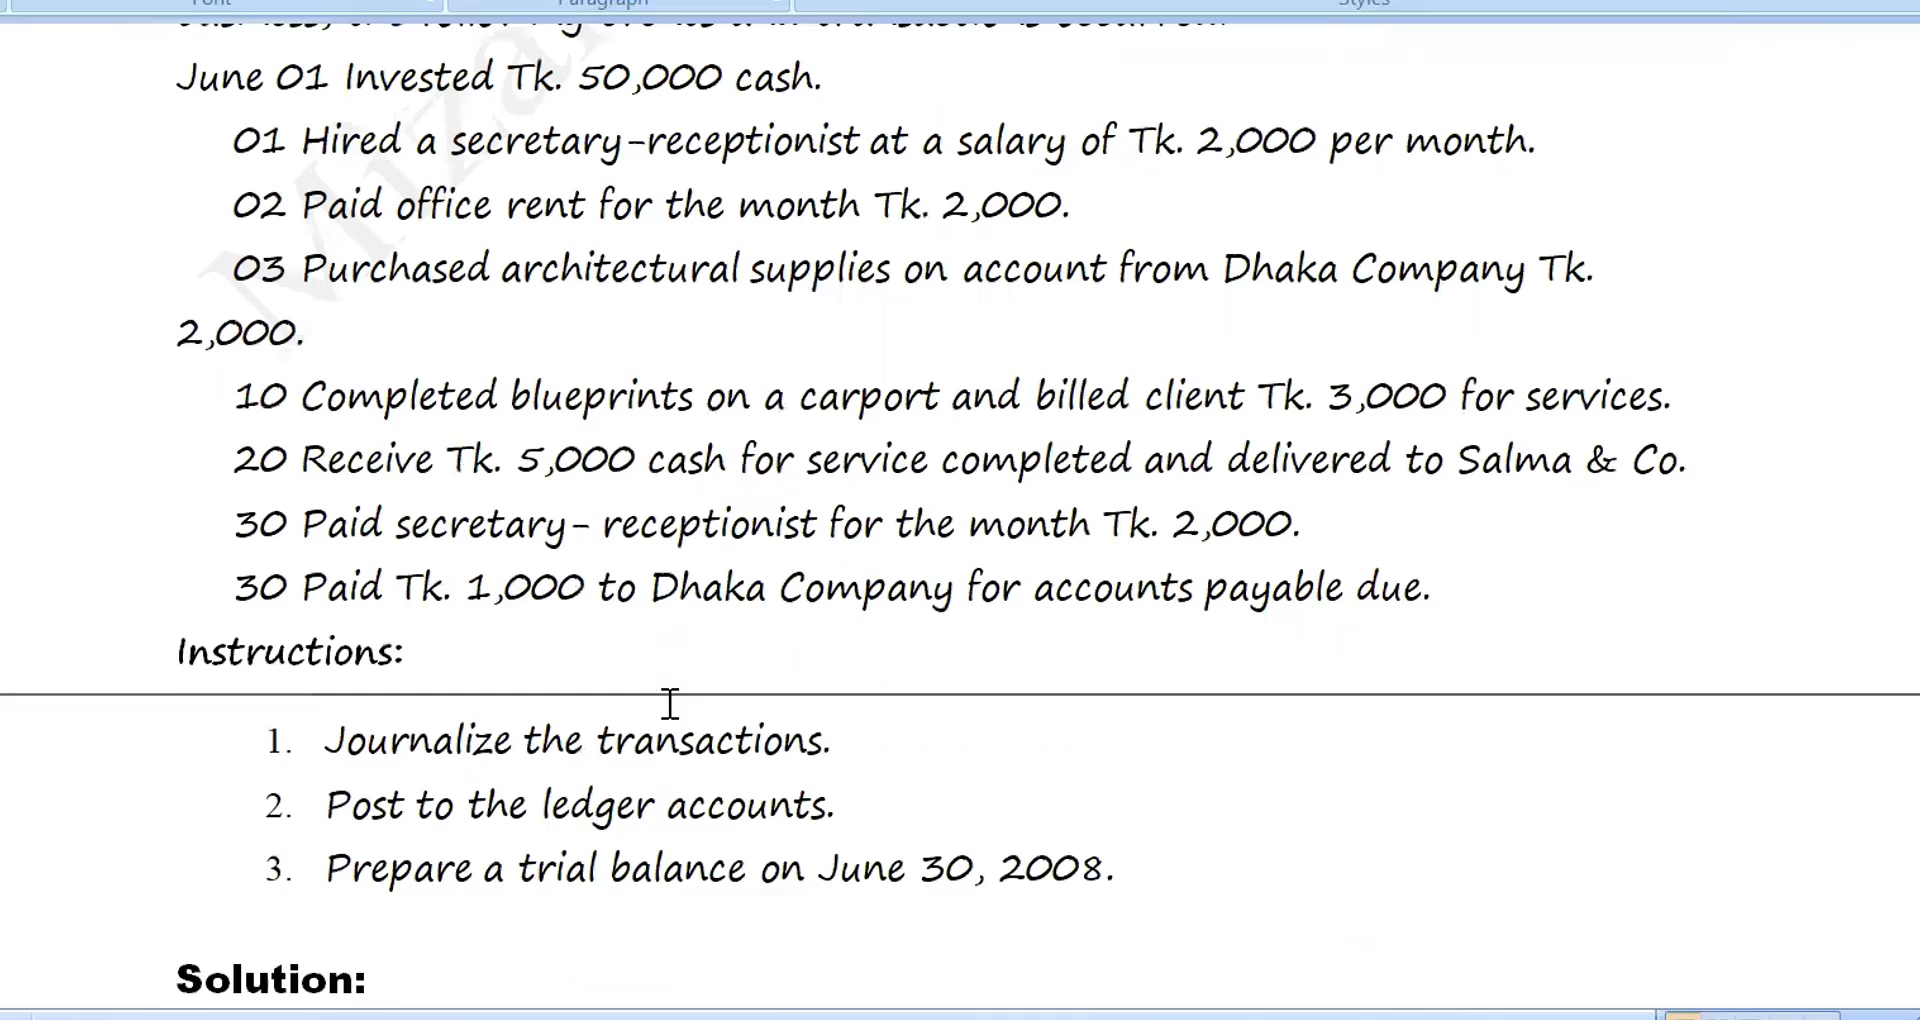 Font Paragraph Styles
June 01 Invested Tk. 50,000 cash.
01 Hired a secretary-receptionist at a salary of Tk. 2,000 per month.
02 Paid office rent for the month Tk. 2,000.
03 Purchased architectural supplies on account from Dhaka Company Tk.
2,000.
10 Completed blueprints on a carport and billed client Tk. 3,000 for services.
20 Receive Tk. 5,000 cash for service completed and delivered to Salma & Co.
30 Paid secretary- receptionist for the month Tk. 2,000.
30 Paid Tk. 1,000 to Dhaka Company for accounts payable due.
Instructions:
1. Journalize the transactions.
2. Post to the ledger accounts.
3. Prepare a trial balance on June 30, 2008.
Solution: